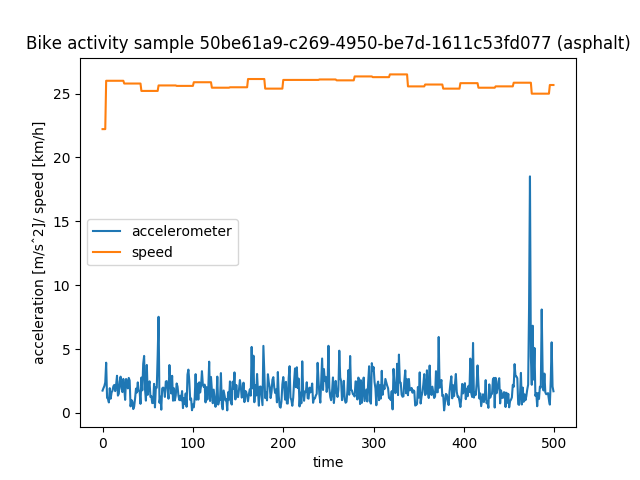 Bike activity sample 50be61a9-c269-4950-be7d-1611c53fd077 (asphalt)
acceleration [m/s^2]/ speed [km/h]
25
20
15
10
5
0
accelerometer
speed
0
100
200
300
400
500
time